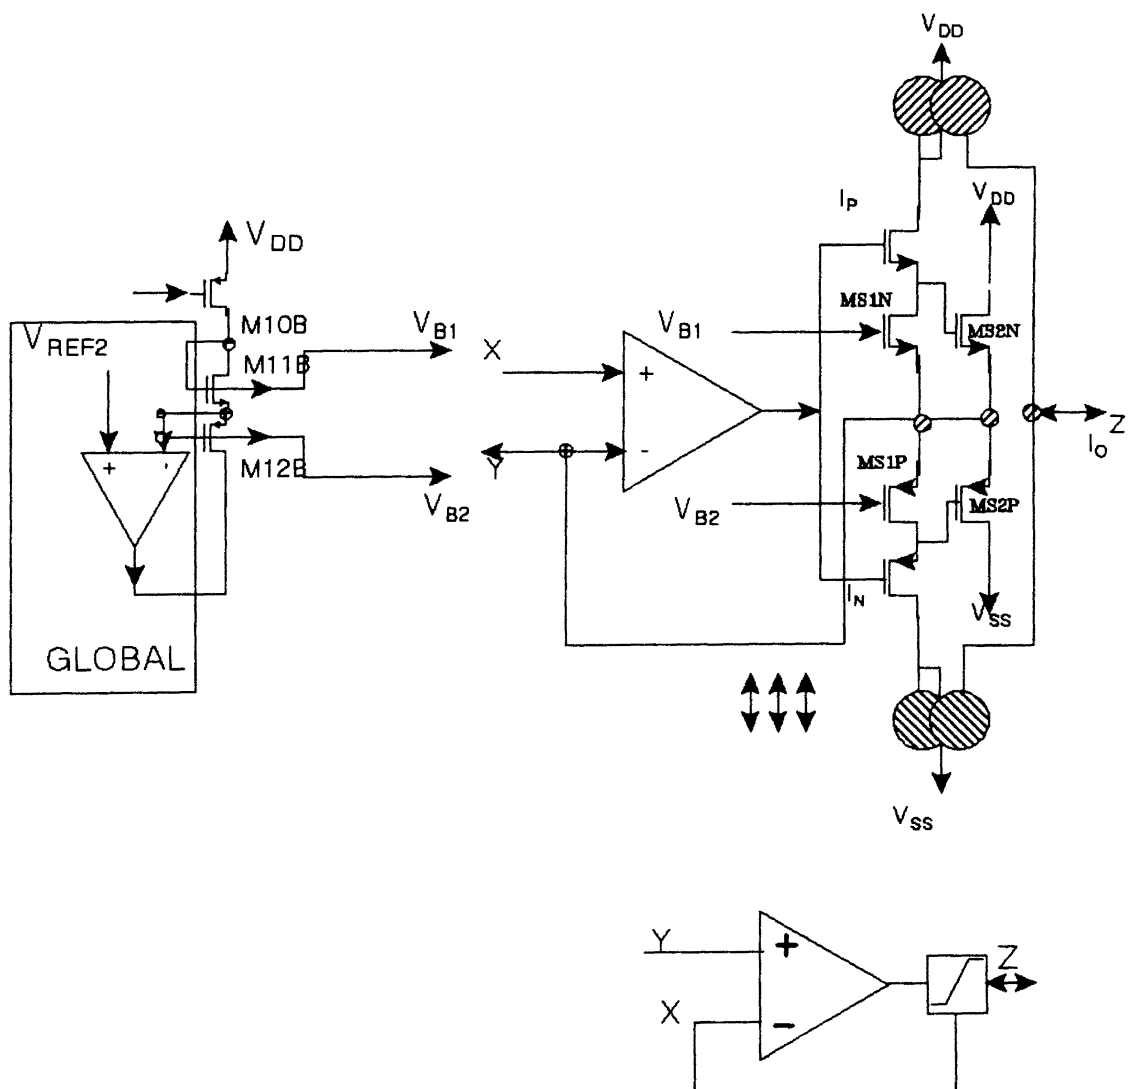 VDD
VDD
IP
VDD
M10B
VREF2
M11B
VB1
X
VB1
MS1N
MS2N
+
+
-
M12B
Y
-
Z
IO
VB2
VB2
MS1P
MS2P
IN
VSS
GLOBAL
VSS
Y
+
Z
X
-